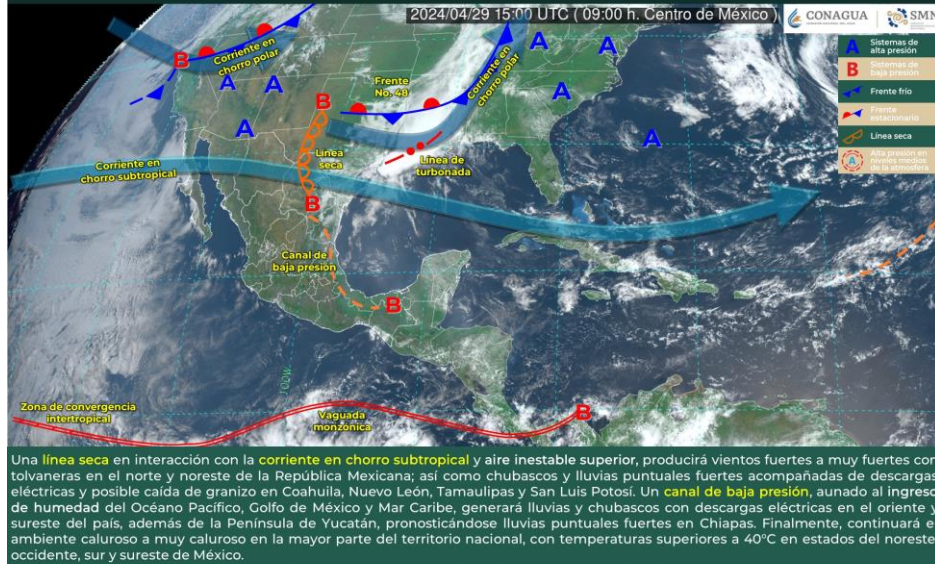 2024/04/29 15:00 UTC ( 09:00 h. Centro de México )
CONAGUA
SMN
A Sistemas de
alta presión
B Sistemas de
baja presión
Frente frío
Frente
estacionario
Línea seca
A Alta presión en
niveles medios
de la atmósfera
B
Corriente en
chorro polar
A
A
A
Frente
No. 48
B
Corriente en
chorro polar
A
A
A
A
Línea
seca
Línea de
turbonada
Corriente en
chorro subtropical
B
Canal de
baja presión
B
100W
Zona de convergencia
intertropical
Vaguada
monzónica
B
Una línea seca en interacción con la corriente en chorro subtropical y aire inestable superior, producirá vientos fuertes a muy fuertes con
tolvaneras en el norte y noreste de la República Mexicana; así como chubascos y lluvias puntuales fuertes acompañadas de descargas
eléctricas y posible caída de granizo en Coahuila, Nuevo León, Tamaulipas y San Luis Potosí. Un canal de baja presión, aunado al ingreso
de humedad del Océano Pacífico, Golfo de México y Mar Caribe, generará lluvias y chubascos con descargas eléctricas en el oriente y
sureste del país, además de la Península de Yucatán, pronosticándose lluvias puntuales fuertes en Chiapas. Finalmente, continuará el
ambiente caluroso a muy caluroso en la mayor parte del territorio nacional, con temperaturas superiores a 40°C en estados del noreste,
occidente, sur y sureste de México.